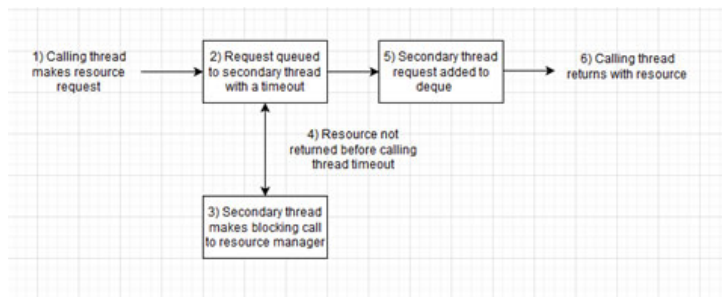 1) Calling thread
makes resource
request
2) Request queued
to secondary thread
with a timeout
5) Secondary thread
request added to
deque
6) Calling thread
returns with resource
4) Resource not
returned before calling
thread timeout
3) Secondary thread
makes blocking call
to resource manager